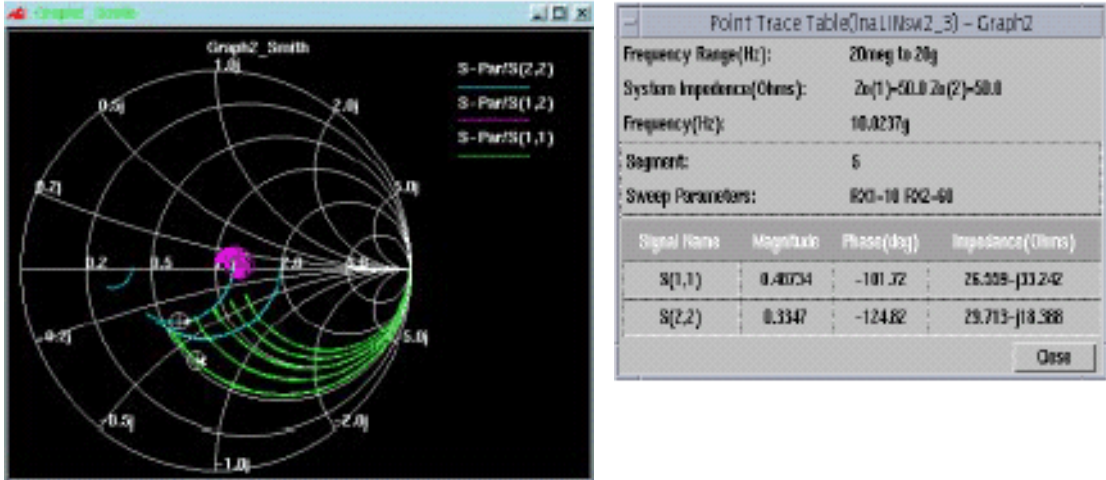 Graph2_Smith
Graph2_Smith
1.0j
0.5j
2.0j
0.2j
5.0j
0.2
0.5
2.0
5.0
-0.2j
-5.0j
-0.5j
-2.0j
-1.0j
S-Par/S(2,2)
S-Par/S(1,2)
S-Par/S(1,1)
Point Trace Table(lnaLINsw2_3) - Graph2
Frequency Range(Hz): 20meg to 20g
System Impedence(Ohms): Zo(1)=50.0 Zo(2)=50.0
Frequency(Hz): 10.0237g
Segment: 5
Sweep Parameters: RX1=10 RX2=60
Signal Name Magnitude Phase(deg) Impedance(Ohms)
S(1,1) 0.46734 -101.72 26.559-j33.242
S(2,2) 0.3347 -124.82 29.713-j18.388
Close